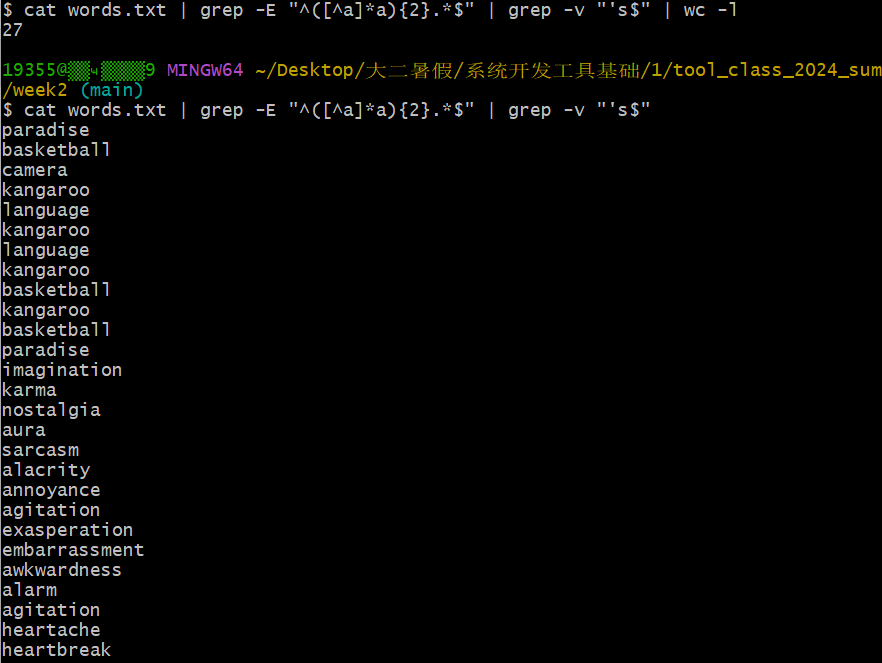 $ cat words.txt | grep -E "^([^a]*a){2}.*$" | grep -v "'s$" | wc -l
27
19355@ 9 MINGW64 ~/Desktop/大二暑假/系统开发工具基础/1/tool_class_2024_sum
/week2 (main)
$ cat words.txt | grep -E "^([^a]*a){2}.*$" | grep -v "'s$"
paradise
basketball
camera
kangaroo
language
kangaroo
language
kangaroo
basketball
kangaroo
basketball
paradise
imagination
karma
nostalgia
aura
sarcasm
alacrity
annoyance
agitation
exasperation
embarrassment
awkwardness
alarm
agitation
heartache
heartbreak